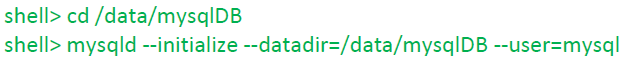 shell> cd /data/mysqlDB
shell> mysqld --initialize --datadir=/data/mysqlDB --user=mysql